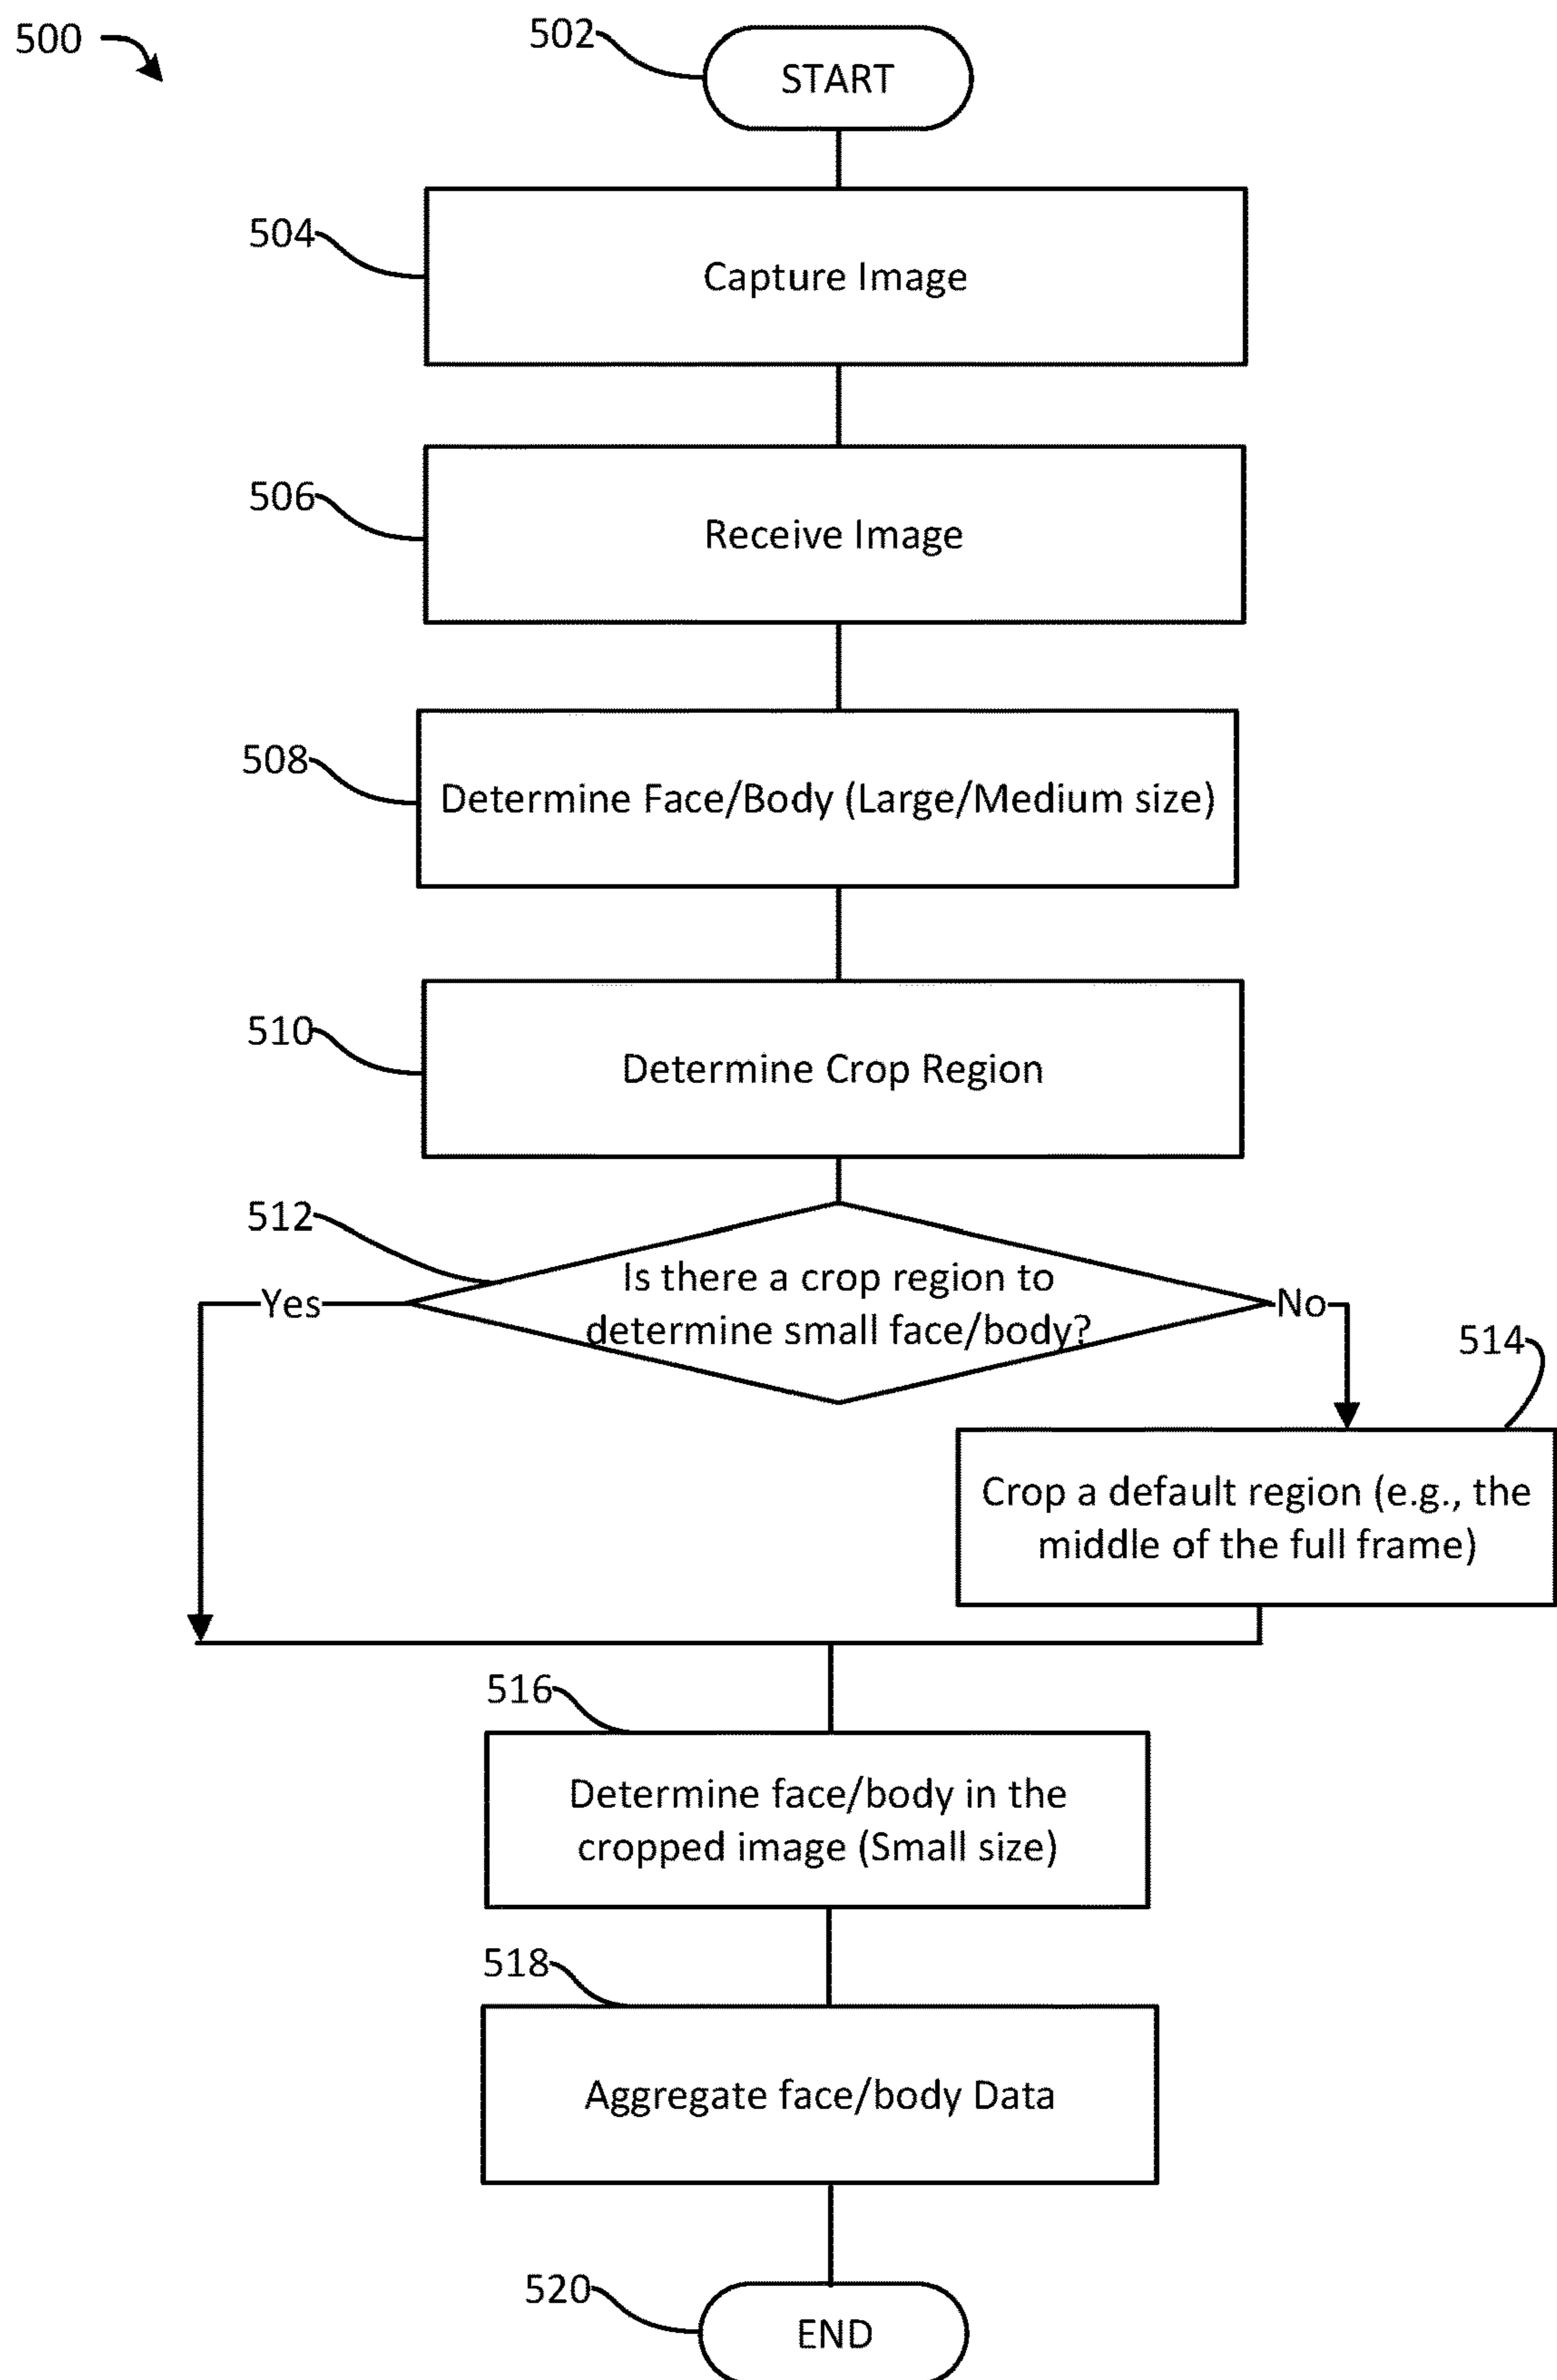 500
502
START
504
Capture Image
506
Receive Image
508
Determine Face/Body (Large/Medium size)
510
Determine Crop Region
512
Is there a crop region to
determine small face/body?
Yes
No
514
Crop a default region (e.g., the
middle of the full frame)
516
Determine face/body in the
cropped image (Small size)
518
Aggregate face/body Data
520
END